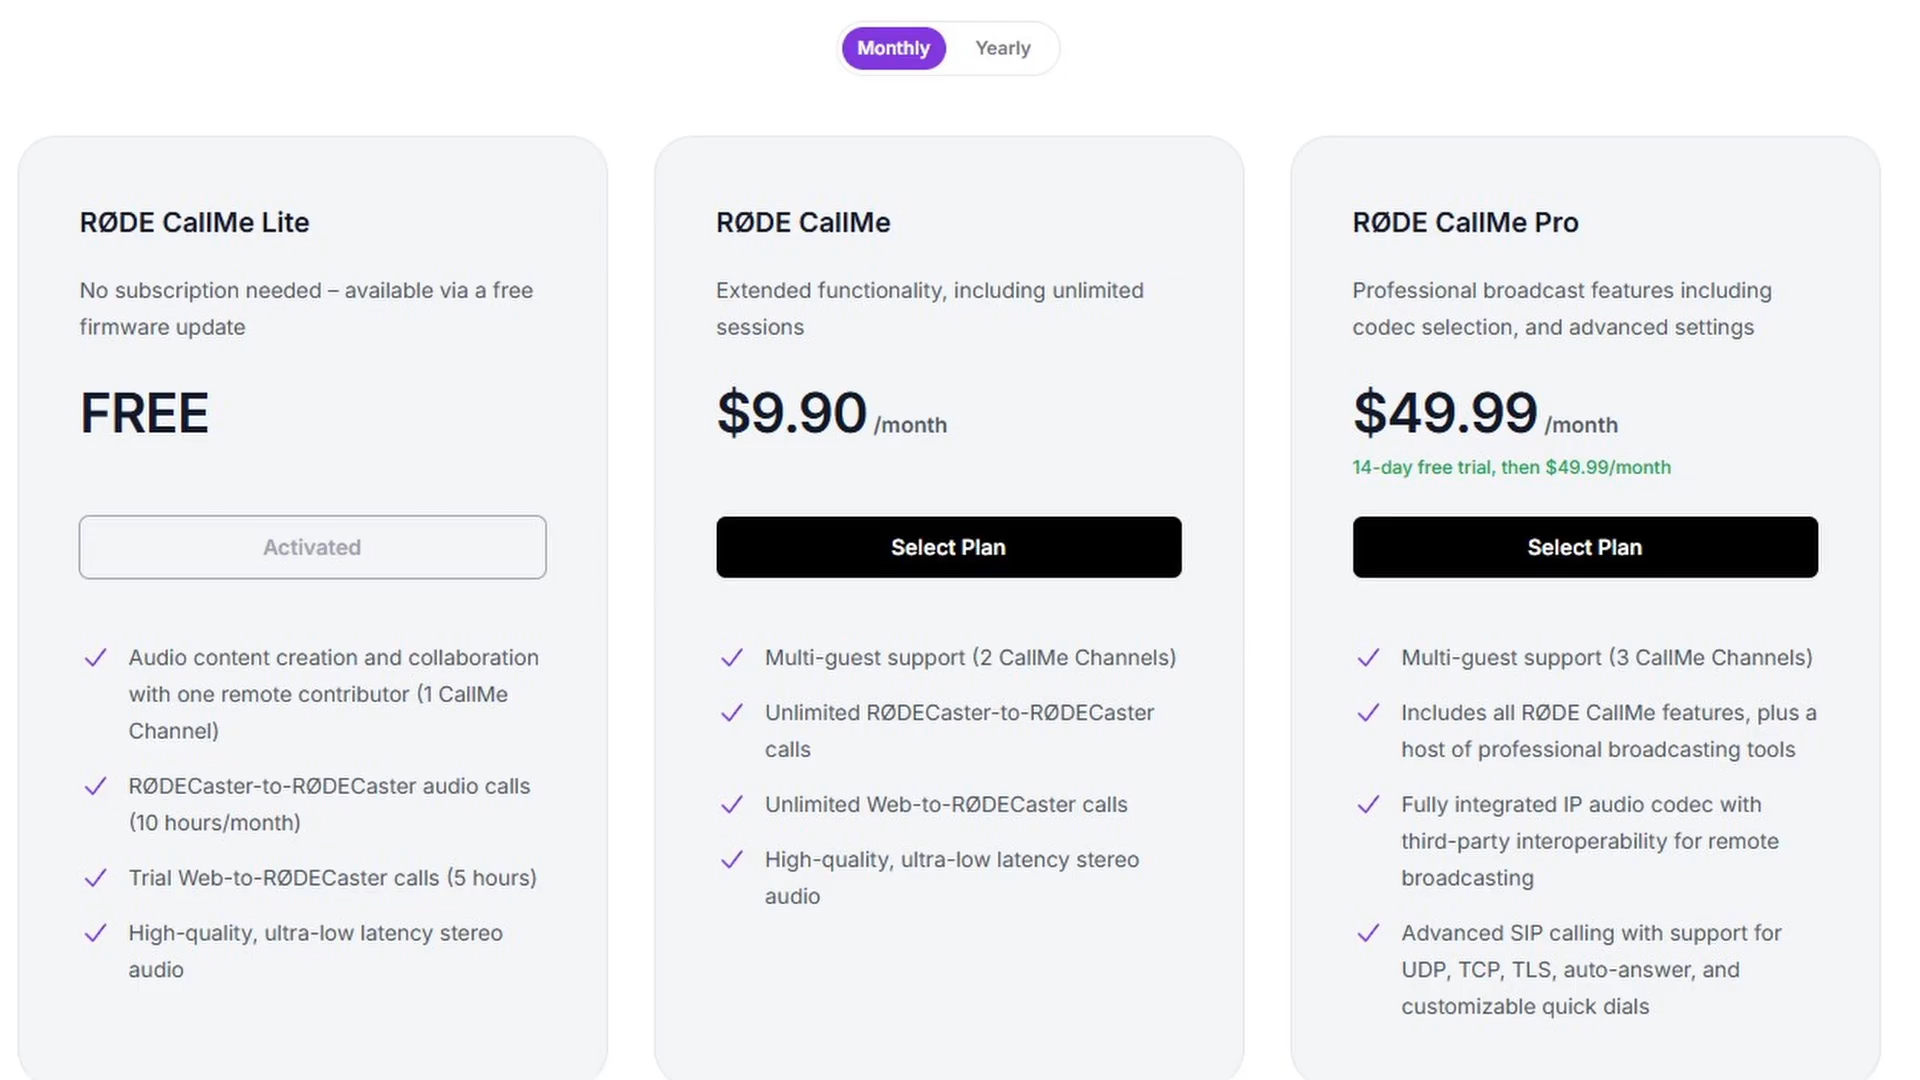 Monthly
Yearly
RØDE CallMe Lite
No subscription needed – available via a free
firmware update
FREE
Activated
Audio content creation and collaboration
with one remote contributor (1 CallMe
Channel)
RØDECaster-to-RØDECaster audio calls
(10 hours/month)
Trial Web-to-RØDECaster calls (5 hours)
High-quality, ultra-low latency stereo
audio
RØDE CallMe
Extended functionality, including unlimited
sessions
$9.90 /month
Select Plan
Multi-guest support (2 CallMe Channels)
Unlimited RØDECaster-to-RØDECaster
calls
Unlimited Web-to-RØDECaster calls
High-quality, ultra-low latency stereo
audio
RØDE CallMe Pro
Professional broadcast features including
codec selection, and advanced settings
$49.99 /month
14-day free trial, then $49.99/month
Select Plan
Multi-guest support (3 CallMe Channels)
Includes all RØDE CallMe features, plus a
host of professional broadcasting tools
Fully integrated IP audio codec with
third-party interoperability for remote
broadcasting
Advanced SIP calling with support for
UDP, TCP, TLS, auto-answer, and
customizable quick dials